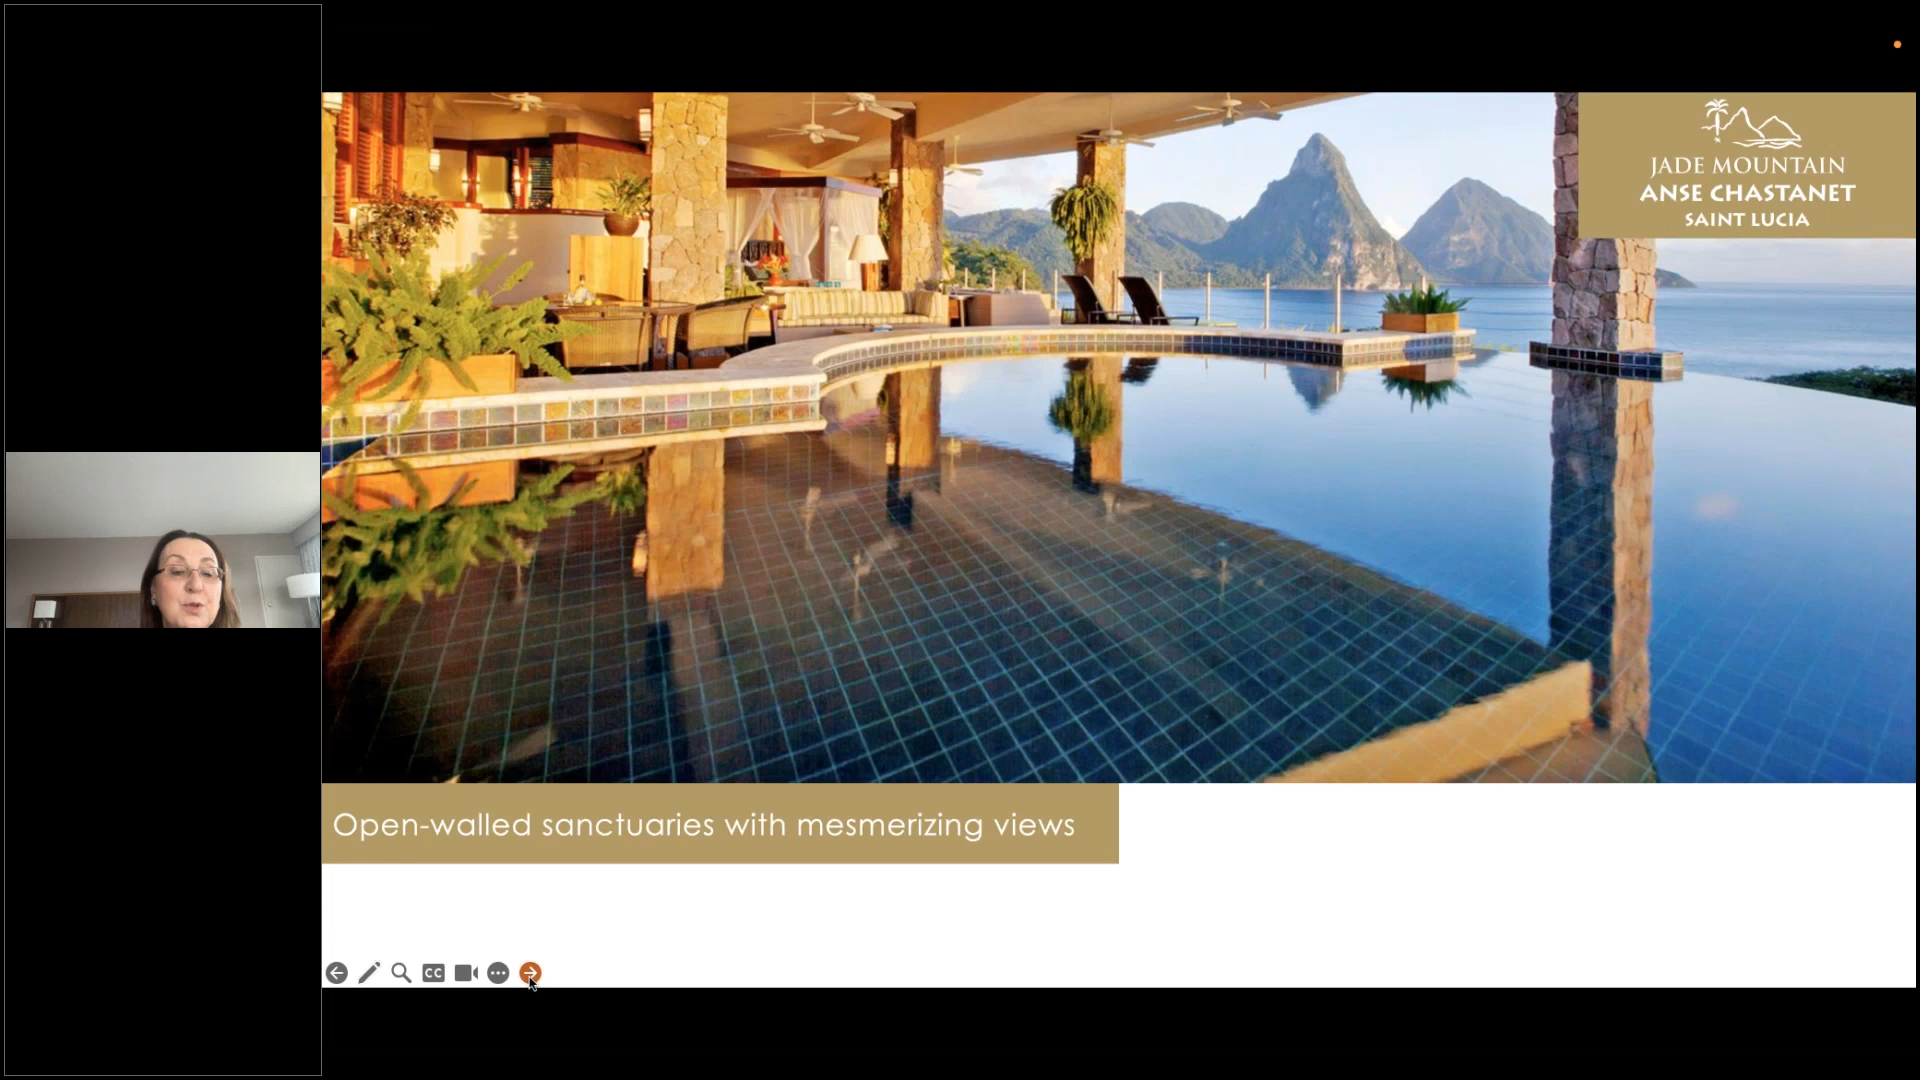 JADE MOUNTAIN
ANSE CHASTANET
SAINT LUCIA
Open-walled sanctuaries with mesmerizing views
CC